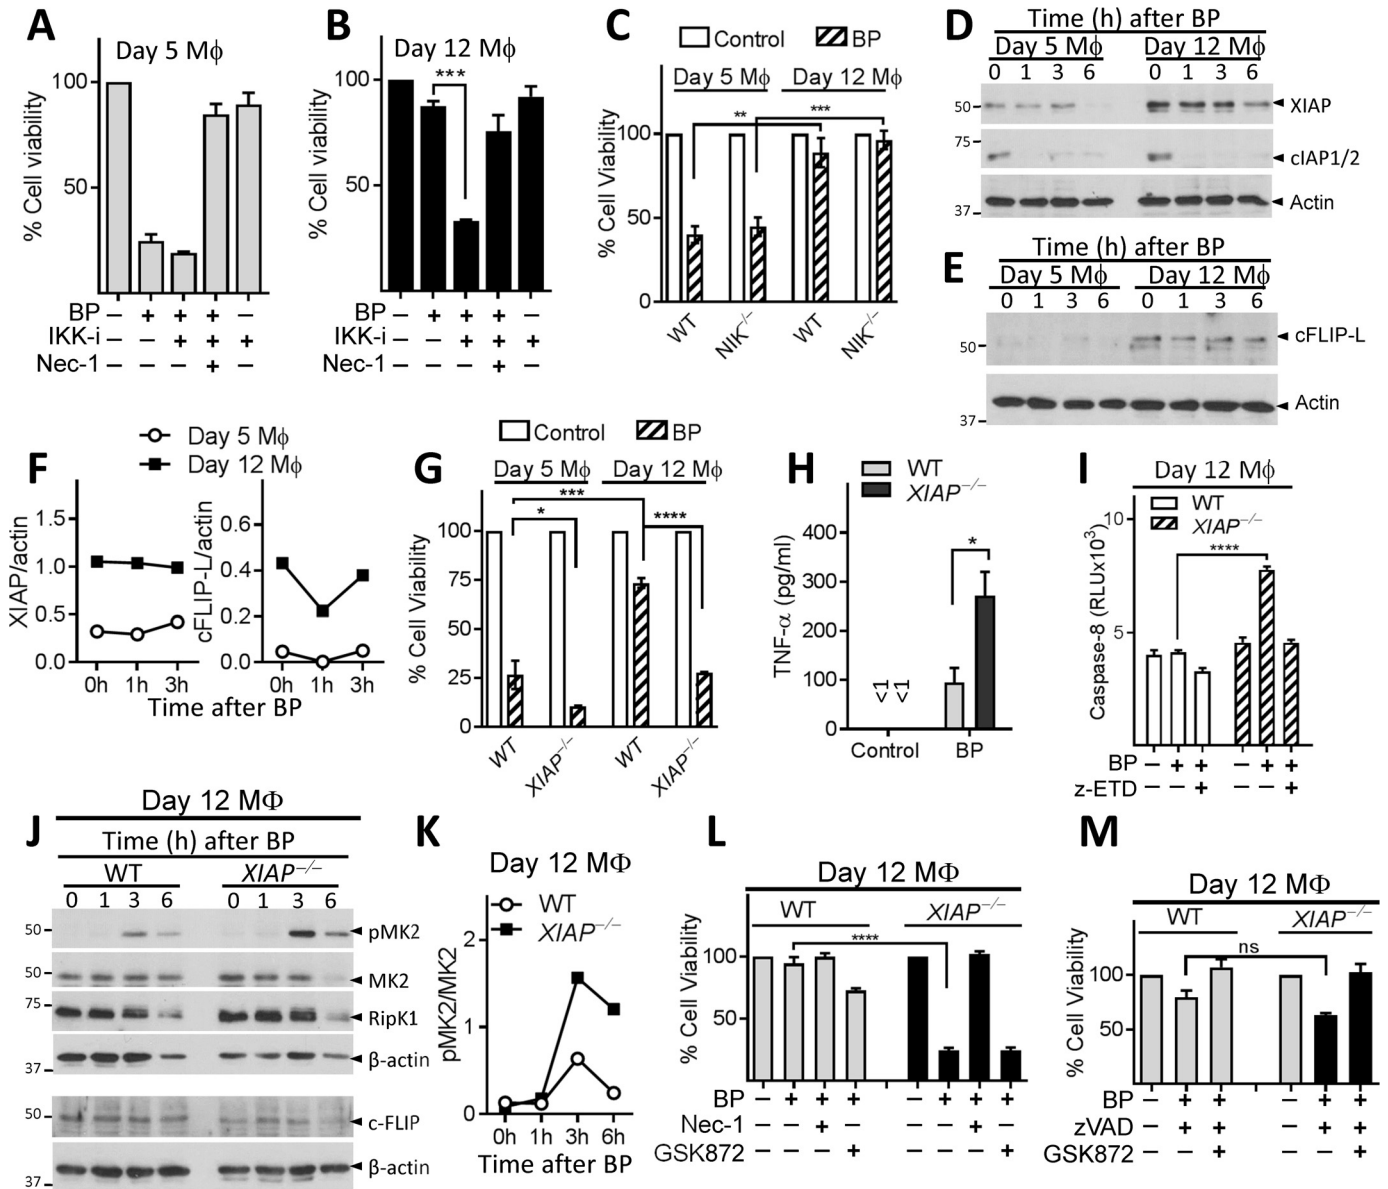 A
Day 5 Mϕ
% Cell viability
100
50
BP – + + + –
IKK-i – – + + +
Nec-1 – – – + –
B
Day 12 Mϕ
% Cell viability
100
50
***
BP – + + + –
IKK-i – – + + +
Nec-1 – – – + –
C
Control BP
Day 5 Mϕ Day 12 Mϕ
** ***
% Cell Viability
100
50
0
WT NIK–/– WT NIK–/–
D
Time (h) after BP
Day 5 Mϕ Day 12 Mϕ
0 1 3 6 0 1 3 6
50 XIAP
75
cIAP1/2
37 Actin
E
Time (h) after BP
Day 5 Mϕ Day 12 Mϕ
0 1 3 6 0 1 3 6
50 cFLIP-L
37 Actin
F
Day 5 Mϕ
Day 12 Mϕ
XIAP/actin
1.5
1.0
0.5
0.0
0h 1h 3h
cFLIP-L/actin
0.6
0.4
0.2
0.0
0h 1h 3h
Time after BP
G
Control BP
Day 5 Mϕ Day 12 Mϕ
***
* ****
% Cell Viability
100
75
50
25
0
WT XIAP–/– WT XIAP–/–
H
WT
XIAP–/–
TNF-α (pg/ml)
400
300
200
100
0
*
<1 <1
Control BP
I
Day 12 Mϕ
WT
XIAP–/–
****
Caspase-8 (RLUx10³)
10
5
BP – + + – + +
z-ETD – – + – – +
J
Day 12 MΦ
Time (h) after BP
WT XIAP–/–
0 1 3 6 0 1 3 6
50 pMK2
50 MK2
75
RipK1
37 β-actin
50 c-FLIP
37 β-actin
K
Day 12 MΦ
WT
XIAP–/–
pMK2/MK2
2
1
0
0h 1h 3h 6h
Time after BP
L
Day 12 MΦ
WT XIAP–/–
****
% Cell Viability
100
50
BP – + + + – + + +
Nec-1 – – + – – – + –
GSK872 – – – + – – – +
M
Day 12 MΦ
WT XIAP–/–
ns
% Cell Viability
100
50
BP – + + – + +
zVAD – + + – + +
GSK872 – – + – – +